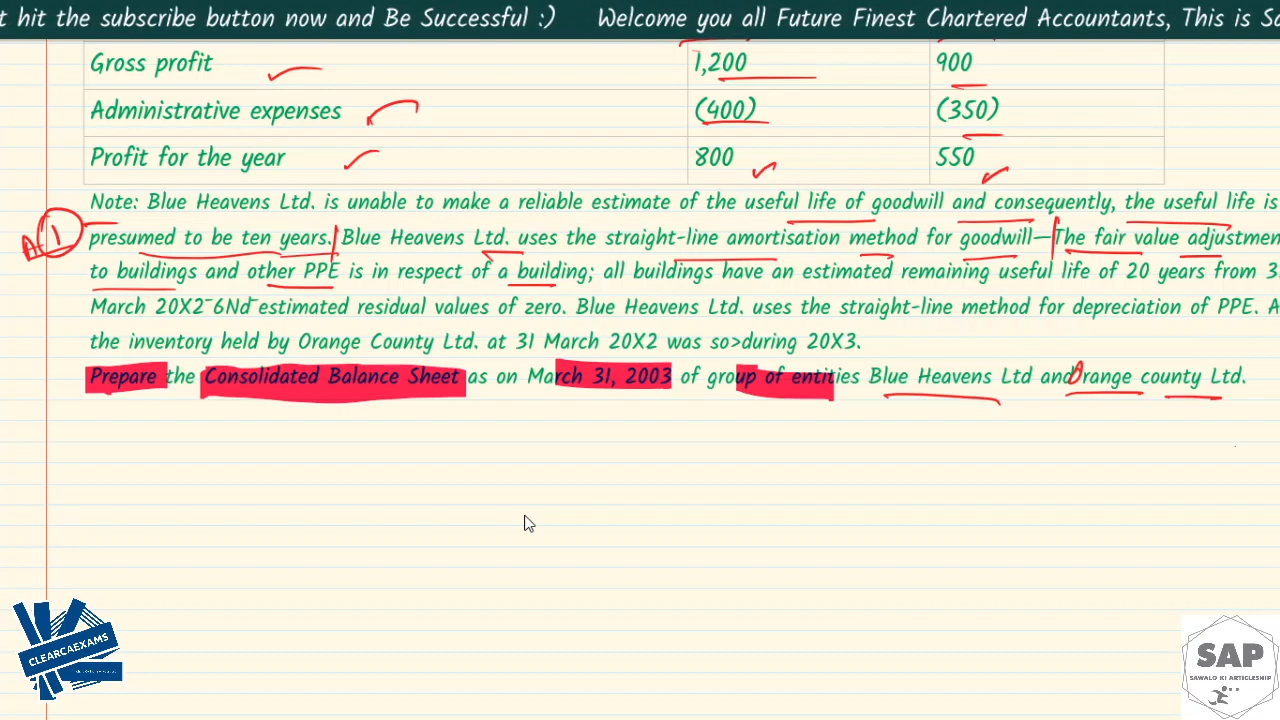 t hit the subscribe button now and Be Successful :) Welcome you all Future Finest Chartered Accountants, This is Sa
Gross profit 1,200 900
Administrative expenses (400) (350)
Profit for the year 800 550
Note: Blue Heavens Ltd. is unable to make a reliable estimate of the useful life of goodwill and consequently, the useful life is
1 presumed to be ten years. Blue Heavens Ltd. uses the straight-line amortisation method for goodwill—The fair value adjustmen
to buildings and other PPE is in respect of a building; all buildings have an estimated remaining useful life of 20 years from 3
March 20X2¯6Nd¯estimated residual values of zero. Blue Heavens Ltd. uses the straight-line method for depreciation of PPE. A
the inventory held by Orange County Ltd. at 31 March 20X2 was so>during 20X3.
Prepare the Consolidated Balance Sheet as on March 31, 2003 of group of entities Blue Heavens Ltd and Orange county Ltd.
CLEARCAEXAMS
SAP
SAWALO KI ARTICLESHIP